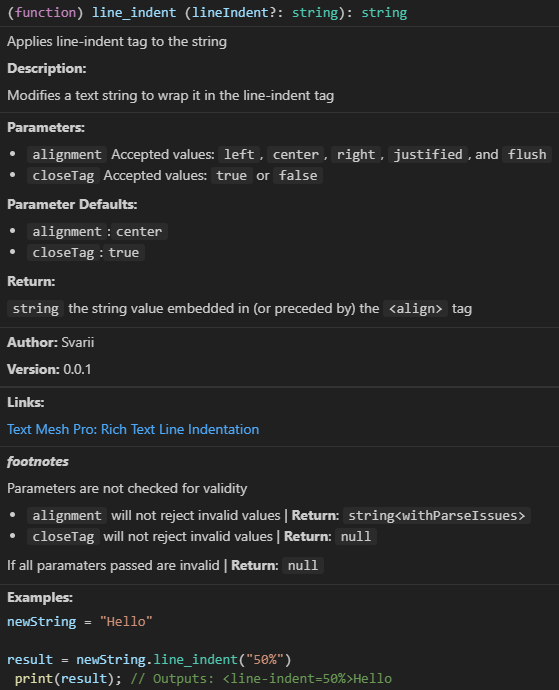 (function) line_indent (lineIndent?: string): string
Applies line-indent tag to the string
Description:
Modifies a text string to wrap it in the line-indent tag
Parameters:
• alignment Accepted values: left, center, right, justified, and flush
• closeTag Accepted values: true or false
Parameter Defaults:
• alignment : center
• closeTag : true
Return:
string the string value embedded in (or preceded by) the <align> tag
Author: Svarii
Version: 0.0.1
Links:
Text Mesh Pro: Rich Text Line Indentation
footnotes
Parameters are not checked for validity
• alignment will not reject invalid values | Return: string<withParseIssues>
• closeTag will not reject invalid values | Return: null
If all paramaters passed are invalid | Return: null
Examples:
newString = "Hello"
result = newString.line_indent("50%")
print(result); // Outputs: <line-indent=50%>Hello